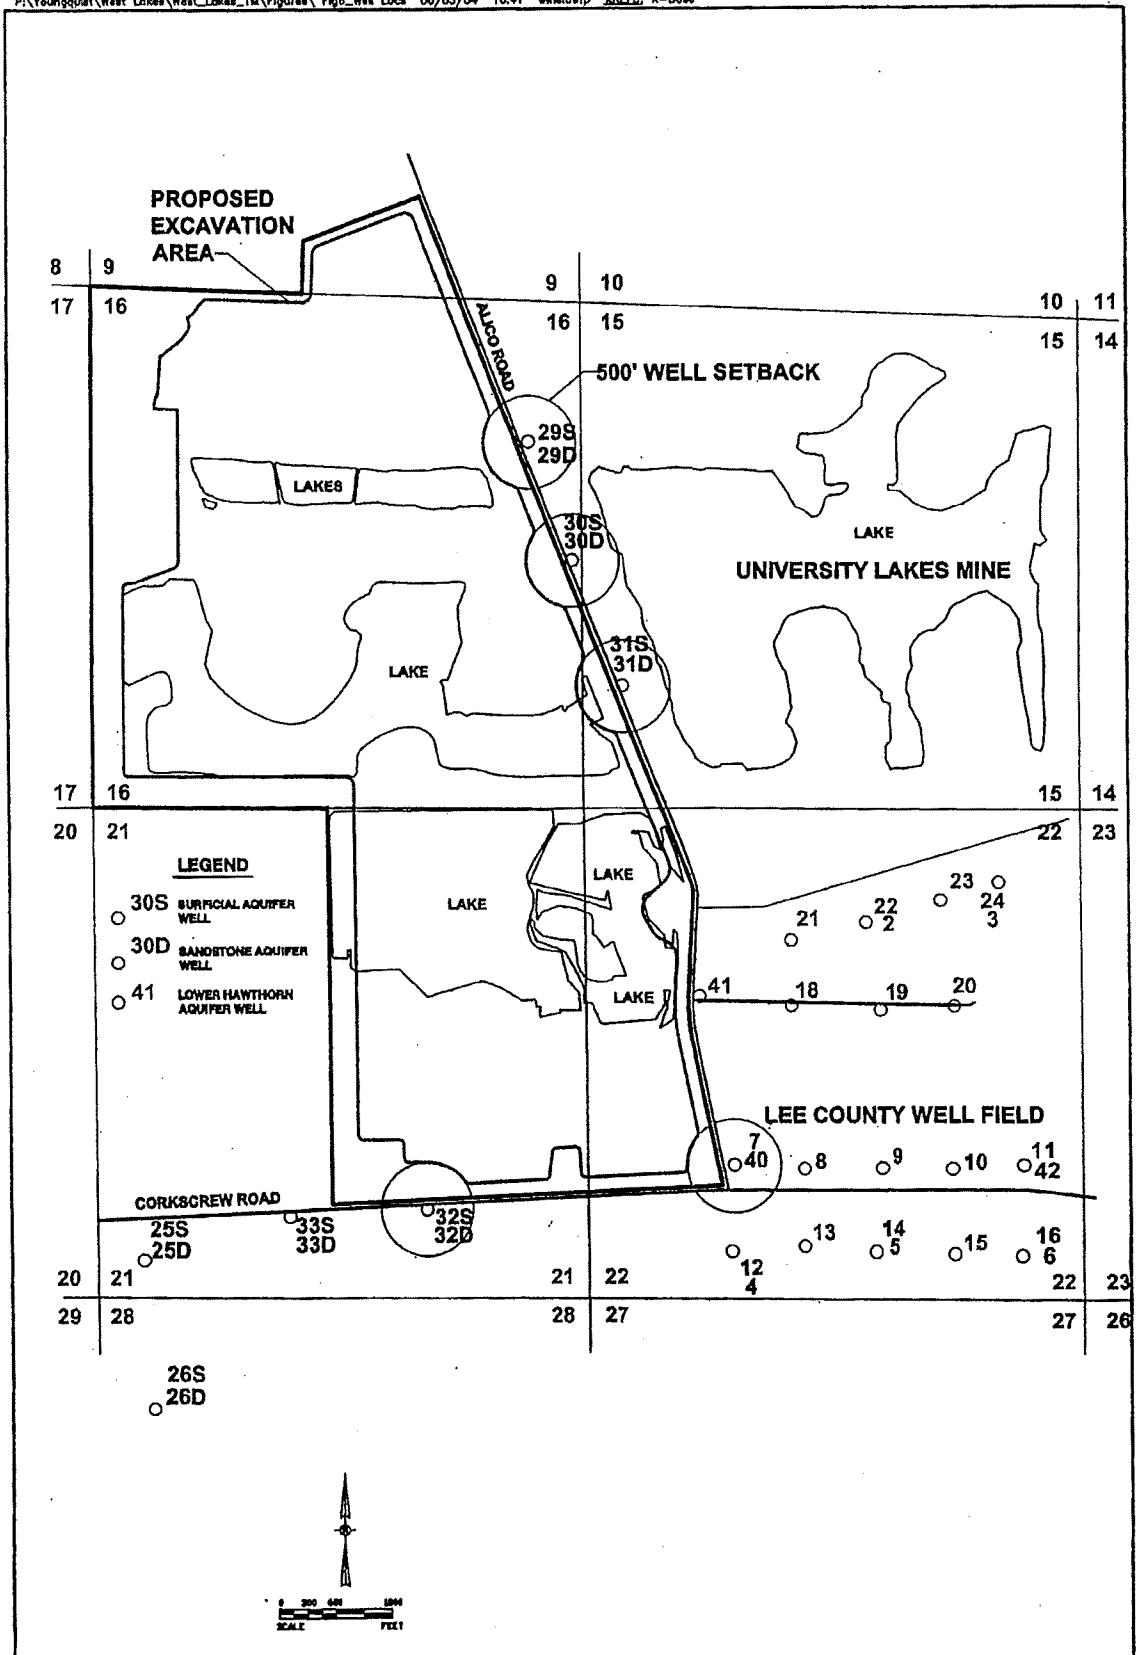 PROPOSED
EXCAVATION
AREA
8 9
17 16
9 10
16 15
10 11
15 14
ALICO ROAD
500' WELL SETBACK
29S
29D
LAKES
30S
30D
LAKE
UNIVERSITY LAKES MINE
31S
31D
LAKE
17 16
20 21
15 14
22 23
LEGEND
30S SURFICIAL AQUIFER
WELL
30D SANDSTONE AQUIFER
WELL
41 LOWER HAWTHORN
AQUIFER WELL
LAKE
LAKE
LAKE
23
24
3
22
2
21
41
18
19
20
LEE COUNTY WELL FIELD
7
40
8
9
10
11
42
CORKSCREW ROAD
25S
25D
33S
33D
32S
32D
12
4
13
14
5
15
16
6
20 21
29 28
21 22
28 27
22 23
27 26
26S
26D
0
SCALE
FEET